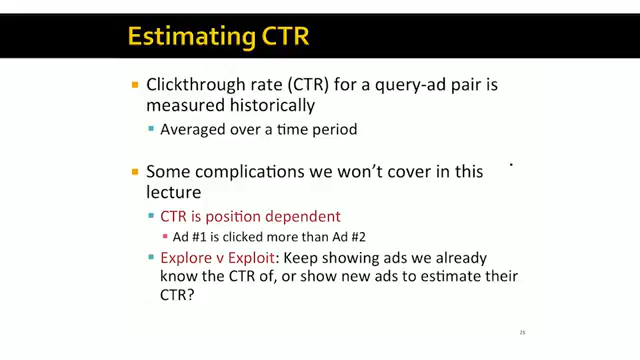 Estimating CTR
Clickthrough rate (CTR) for a query-ad pair is
measured historically
Averaged over a time period
Some complications we won't cover in this
lecture
CTR is position dependent
Ad #1 is clicked more than Ad #2
Explore v Exploit: Keep showing ads we already
know the CTR of, or show new ads to estimate their
CTR?
25